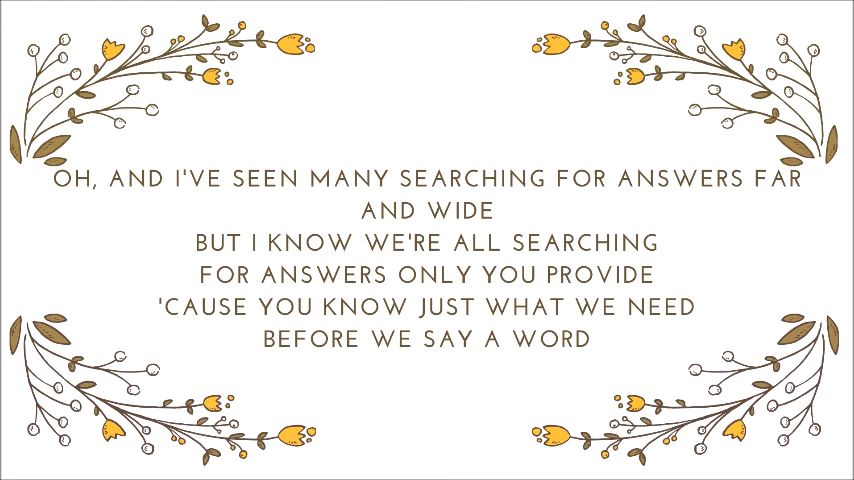 OH, AND I'VE SEEN MANY SEARCHING FOR ANSWERS FAR
AND WIDE
BUT I KNOW WE'RE ALL SEARCHING
FOR ANSWERS ONLY YOU PROVIDE
'CAUSE YOU KNOW JUST WHAT WE NEED
BEFORE WE SAY A WORD